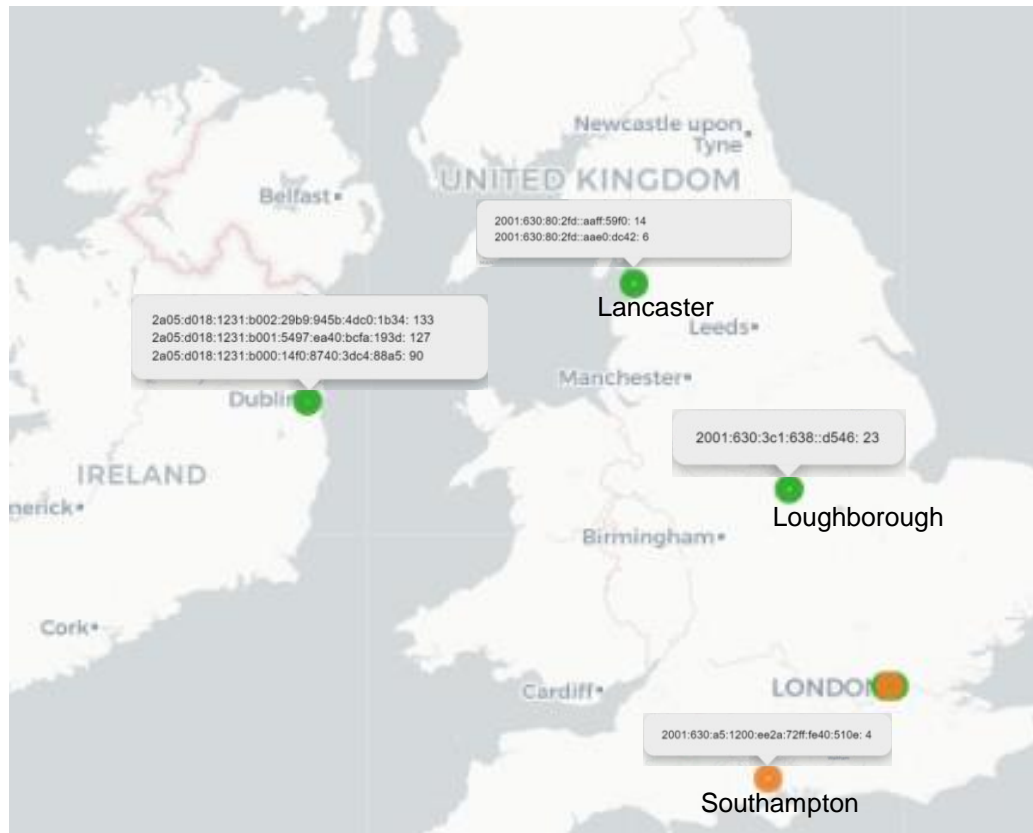 Newcastle upon
Tyne
UNITED KINGDOM
Belfast
2001:630:80:2fd::aaff:59f0: 14
2001:630:80:2fd::aae0:dc42: 6
Lancaster
Leeds
2a05:d018:1231:b002:29b9:945b:4dc0:1b34: 133
2a05:d018:1231:b001:5497:ea40:bcfa:193d: 127
2a05:d018:1231:b000:14f0:8740:3dc4:88a5: 90
Manchester
Dublin
2001:630:3c1:638::d546: 23
IRELAND
merick
Loughborough
Birmingham
Cork
Cardiff
LONDON
2001:630:a5:1200:ee2a:72ff:fe40:510e: 4
Southampton